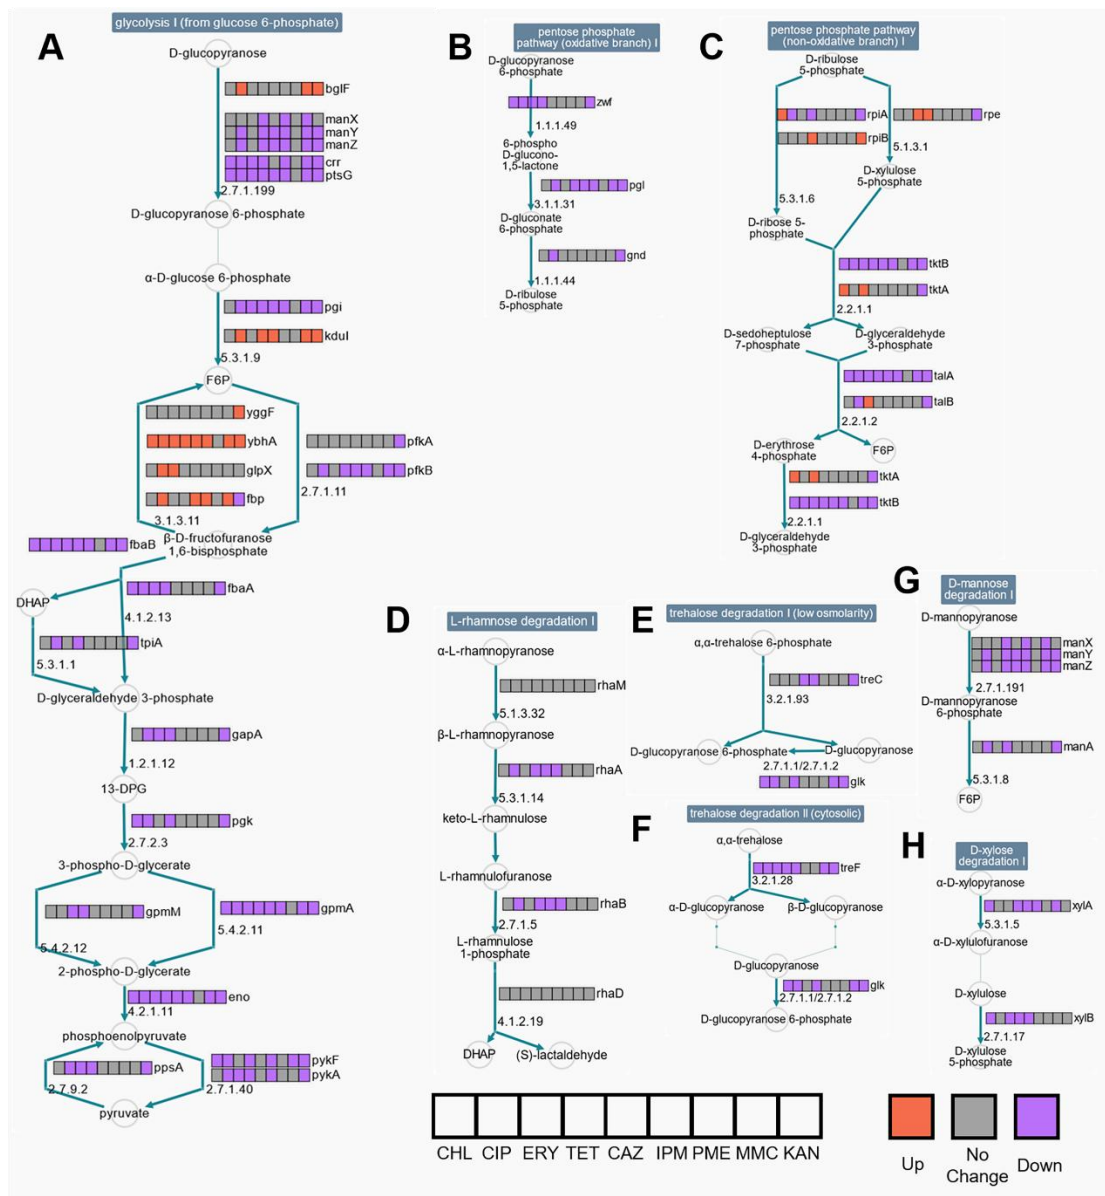 A
glycolysis I (from glucose 6-phosphate)
D-glucopyranose
bglF
manX
manY
manZ
crr
ptsG
2.7.1.199
D-glucopyranose 6-phosphate
α-D-glucose 6-phosphate
pgi
kduI
5.3.1.9
F6P
yggF
ybhA
glpX
fbp
3.1.3.11
pfkA
pfkB
2.7.1.11
β-D-fructofuranose
1,6-bisphosphate
fbaB
fbaA
DHAP
4.1.2.13
tpiA
5.3.1.1
D-glyceraldehyde 3-phosphate
gapA
1.2.1.12
13-DPG
pgk
2.7.2.3
3-phospho-D-glycerate
gpmM
gpmA
5.4.2.12
5.4.2.11
2-phospho-D-glycerate
eno
4.2.1.11
phosphoenolpyruvate
ppsA
pykF
pykA
2.7.9.2
2.7.1.40
pyruvate
B
pentose phosphate
pathway (oxidative branch) I
D-glucopyranose
6-phosphate
zwf
1.1.1.49
6-phospho
D-glucono-
1,5-lactone
pgl
3.1.1.31
D-gluconate
6-phosphate
gnd
1.1.1.44
D-ribulose
5-phosphate
C
pentose phosphate pathway
(non-oxidative branch) I
D-ribulose
5-phosphate
rpiA
rpe
rpiB
5.1.3.1
D-xylulose
5-phosphate
5.3.1.6
D-ribose 5-
phosphate
tktB
tktA
2.2.1.1
D-sedoheptulose
7-phosphate
D-glyceraldehyde
3-phosphate
talA
talB
2.2.1.2
D-erythrose
4-phosphate
F6P
tktA
tktB
2.2.1.1
D-glyceraldehyde
3-phosphate
D
L-rhamnose degradation I
α-L-rhamnopyranose
rhaM
5.1.3.32
β-L-rhamnopyranose
rhaA
5.3.1.14
keto-L-rhamnulose
L-rhamnulofuranose
rhaB
2.7.1.5
L-rhamnulose
1-phosphate
rhaD
4.1.2.19
DHAP
(S)-lactaldehyde
E
trehalose degradation I (low osmolarity)
α,α-trehalose 6-phosphate
treC
3.2.1.93
D-glucopyranose 6-phosphate
D-glucopyranose
2.7.1.1/2.7.1.2
glk
F
trehalose degradation II (cytosolic)
α,α-trehalose
treF
3.2.1.28
α-D-glucopyranose
β-D-glucopyranose
D-glucopyranose
glk
2.7.1.1/2.7.1.2
D-glucopyranose 6-phosphate
G
D-mannose
degradation I
D-mannopyranose
manX
manY
manZ
2.7.1.191
D-mannopyranose
6-phosphate
manA
5.3.1.8
F6P
H
D-xylose
degradation I
α-D-xylopyranose
xylA
5.3.1.5
α-D-xylulofuranose
D-xylulose
xylB
2.7.1.17
D-xylulose
5-phosphate
CHL CIP ERY TET CAZ IPM PME MMC KAN
Up
No
Change
Down